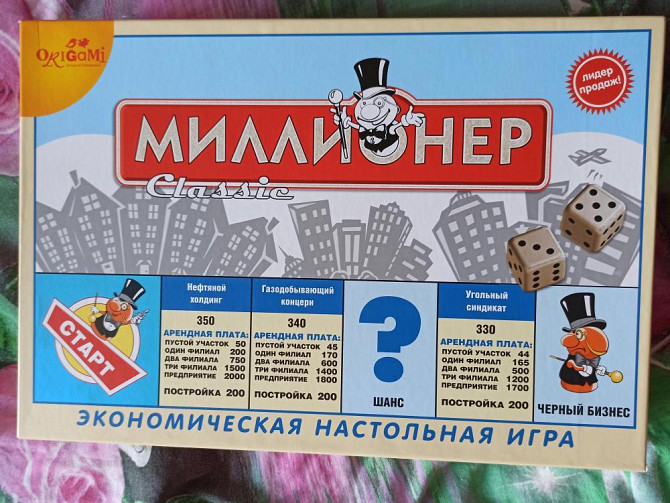 ORIGAMI
лидер
продаж!
МИЛЛИОНЕР
Classic
СТАРТ
Нефтяной
холдинг
350
АРЕНДНАЯ ПЛАТА:
ПУСТОЙ УЧАСТОК 50
ОДИН ФИЛИАЛ 200
ДВА ФИЛИАЛА 750
ТРИ ФИЛИАЛА 1500
ПРЕДПРИЯТИЕ 2000
ПОСТРОЙКА 200
Газодобывающий
концерн
340
АРЕНДНАЯ ПЛАТА:
ПУСТОЙ УЧАСТОК 45
ОДИН ФИЛИАЛ 170
ДВА ФИЛИАЛА 600
ТРИ ФИЛИАЛА 1400
ПРЕДПРИЯТИЕ 1800
ПОСТРОЙКА 200
?
ШАНС
Угольный
синдикат
330
АРЕНДНАЯ ПЛАТА:
ПУСТОЙ УЧАСТОК 44
ОДИН ФИЛИАЛ 165
ДВА ФИЛИАЛА 500
ТРИ ФИЛИАЛА 1200
ПРЕДПРИЯТИЕ 1700
ПОСТРОЙКА 200
ЧЕРНЫЙ БИЗНЕС
ЭКОНОМИЧЕСКАЯ НАСТОЛЬНАЯ ИГРА